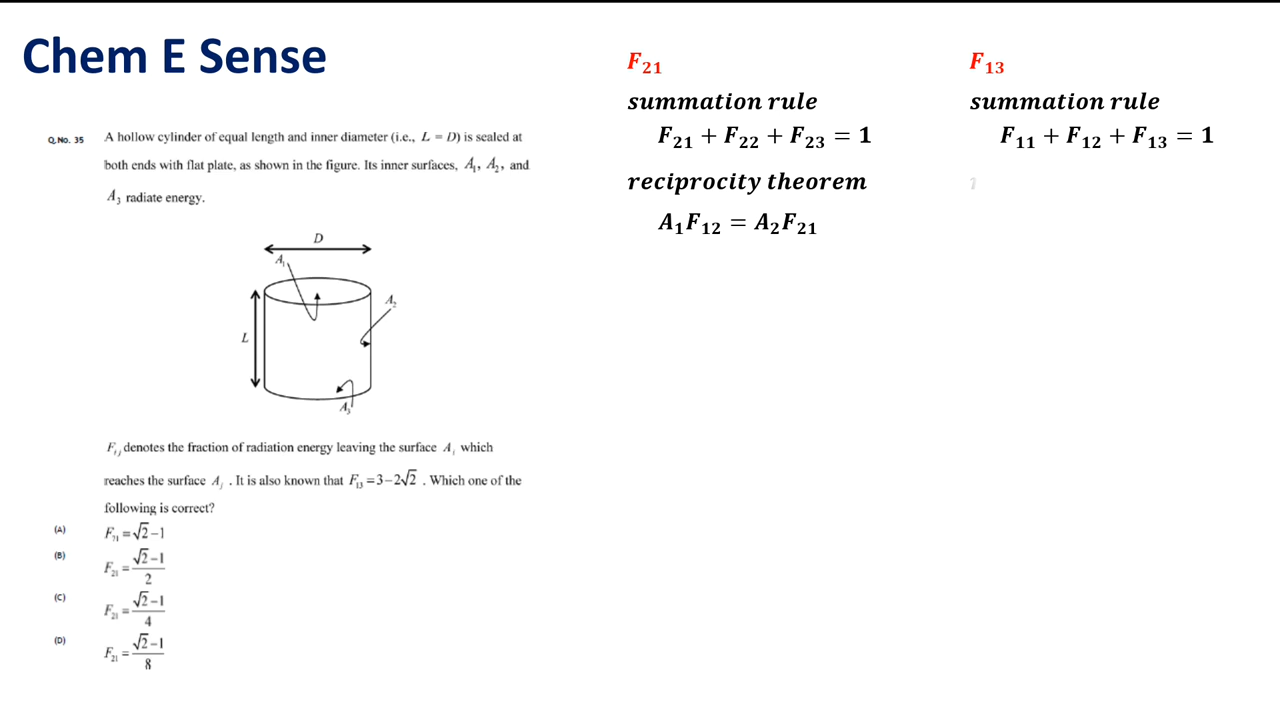 Chem E Sense
Q.No. 35
A hollow cylinder of equal length and inner diameter (i.e., L = D) is sealed at
both ends with flat plate, as shown in the figure. Its inner surfaces, A₁, A₂, and
A₃ radiate energy.
D
A₁
A₂
L
A₃
Fᵢⱼ denotes the fraction of radiation energy leaving the surface Aᵢ which
reaches the surface Aⱼ . It is also known that F₁₃ = 3−2√2 . Which one of the
following is correct?
(A) F₂₁ = √2−1
(B) F₂₁ = (√2−1)/2
(C) F₂₁ = (√2−1)/4
(D) F₂₁ = (√2−1)/8
F₂₁
summation rule
F₂₁ + F₂₂ + F₂₃ = 1
reciprocity theorem
A₁F₁₂ = A₂F₂₁
F₁₃
summation rule
F₁₁ + F₁₂ + F₁₃ = 1